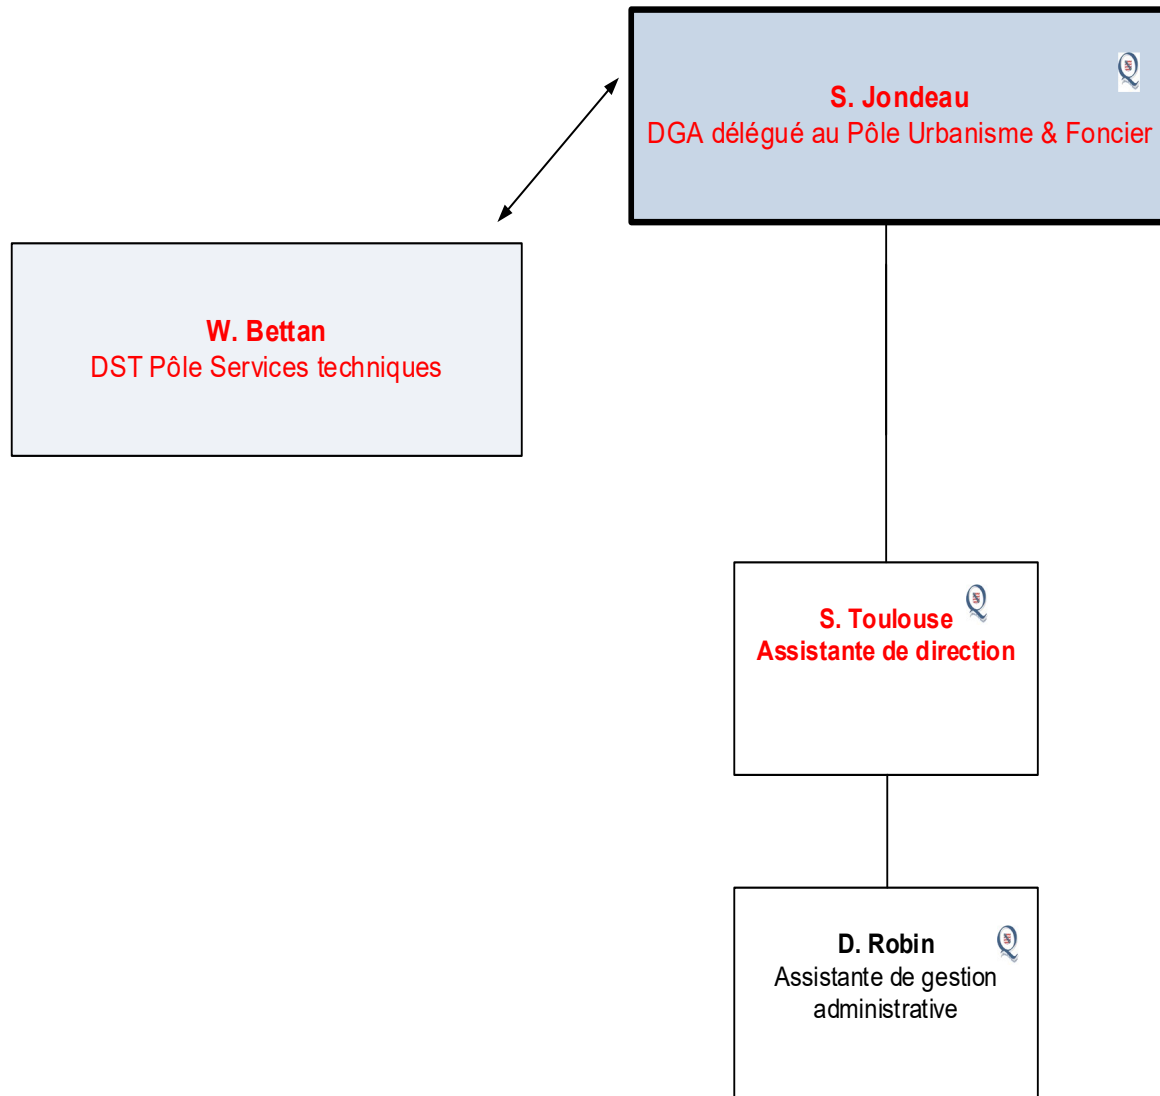 S. Jondeau
DGA délégué au Pôle Urbanisme & Foncier
W. Bettan
DST Pôle Services techniques
S. Toulouse
Assistante de direction
D. Robin
Assistante de gestion
administrative